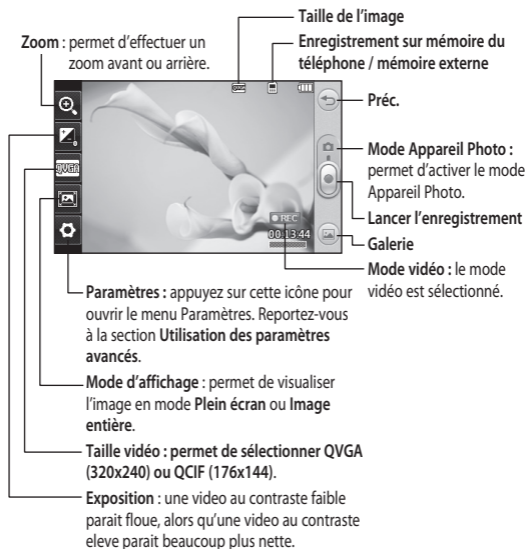 Taille de l'image
Zoom : permet d'effectuer un
zoom avant ou arrière.
Enregistrement sur mémoire du
téléphone / mémoire externe
Préc.
Mode Appareil Photo :
permet d'activer le mode
Appareil Photo.
Lancer l'enregistrement
Galerie
Mode vidéo : le mode
vidéo est sélectionné.
QVGA
REC
00:13:44
Paramètres : appuyez sur cette icône pour
ouvrir le menu Paramètres. Reportez-vous
à la section Utilisation des paramètres
avancés.
Mode d'affichage : permet de visualiser
l'image en mode Plein écran ou Image
entière.
Taille vidéo : permet de sélectionner QVGA
(320x240) ou QCIF (176x144).
Exposition : une video au contraste faible
parait floue, alors qu'une video au contraste
eleve parait beaucoup plus nette.